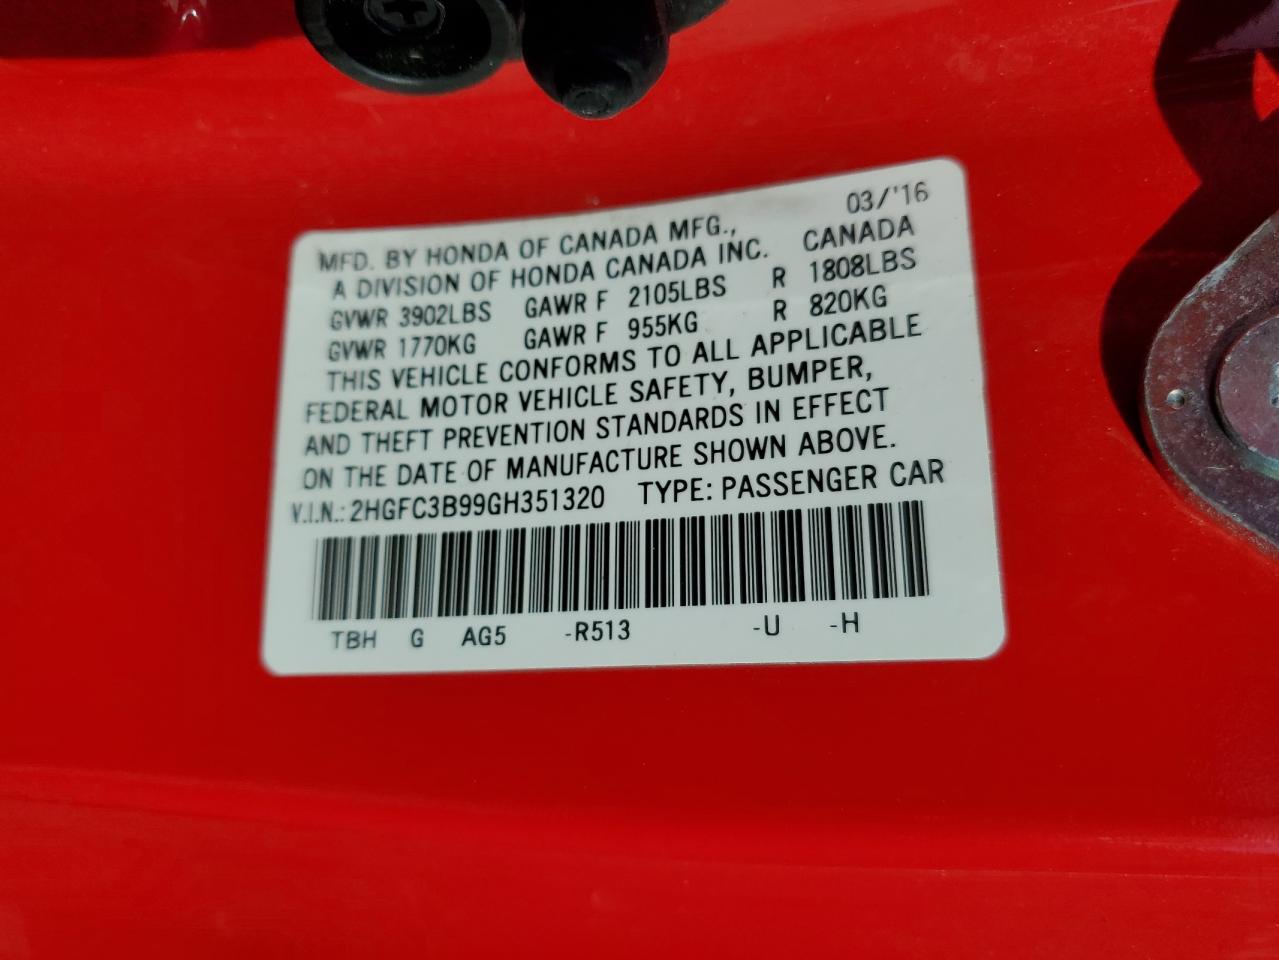 03/'16
MFD. BY HONDA OF CANADA MFG.,
A DIVISION OF HONDA CANADA INC. CANADA
GVWR 3902LBS GAWR F 2105LBS R 1808LBS
GVWR 1770KG GAWR F 955KG R 820KG
THIS VEHICLE CONFORMS TO ALL APPLICABLE
FEDERAL MOTOR VEHICLE SAFETY, BUMPER,
AND THEFT PREVENTION STANDARDS IN EFFECT
ON THE DATE OF MANUFACTURE SHOWN ABOVE.
V.I.N.: 2HGFC3B99GH351320 TYPE: PASSENGER CAR
TBH G AG5 -R513 -U -H